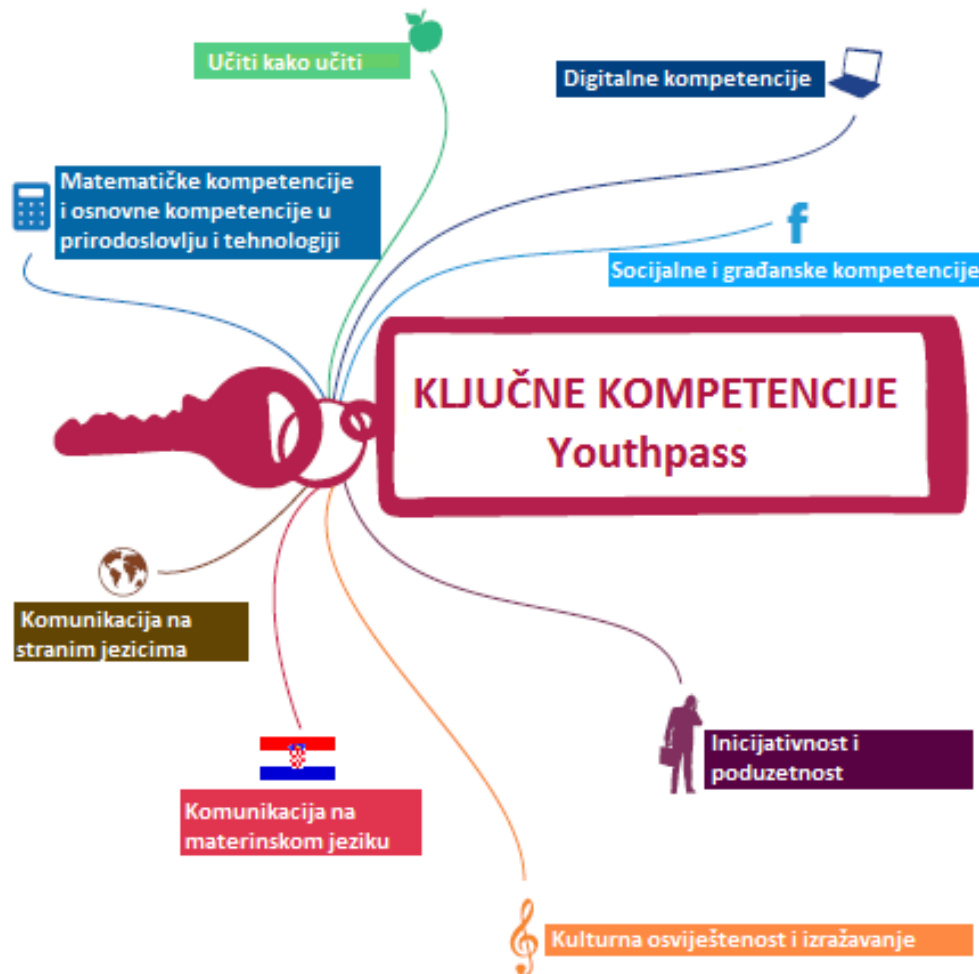 Učiti kako učiti
Digitalne kompetencije
Matematičke kompetencije
i osnovne kompetencije u
prirodoslovlju i tehnologiji
f
Socijalne i građanske kompetencije
KLJUČNE KOMPETENCIJE
Youthpass
Komunikacija na
stranim jezicima
Inicijativnost i
poduzetnost
Komunikacija na
materinskom jeziku
Kulturna osviještenost i izražavanje